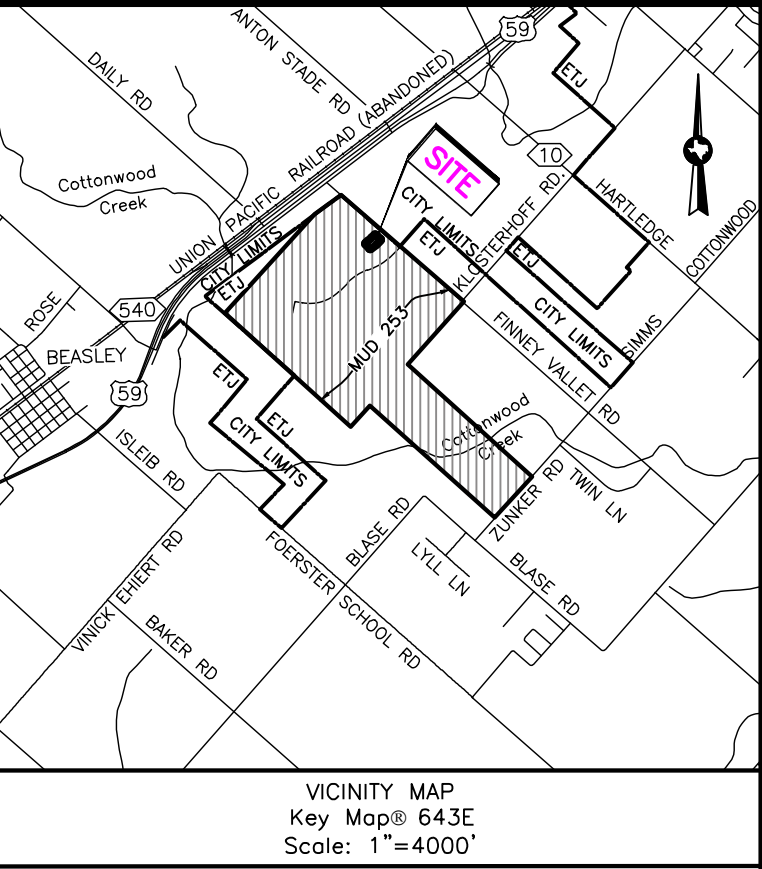 59
ANTON STADE RD
DAILY RD
ETJ
UNION PACIFIC RAILROAD (ABANDONED)
SITE
10
Cottonwood
Creek
CITY LIMITS
HARTLEDGE
KLOSTERHOFF RD.
COTTONWOOD
CITY LIMITS
ETJ
ETJ
ETJ
ROSE
540
CITY LIMITS
MUD 253
SIMMS
FINNEY VALLET RD
BEASLEY
59
ETJ
ETJ
CITY LIMITS
Cottonwood
Creek
ISLEIB RD
TWIN LN
ZUNKER RD
BLASE RD
FOERSTER SCHOOL RD
LYLL LN
BLASE RD
VINICK EHIERT RD
BAKER RD
VICINITY MAP
Key Map® 643E
Scale: 1"=4000'